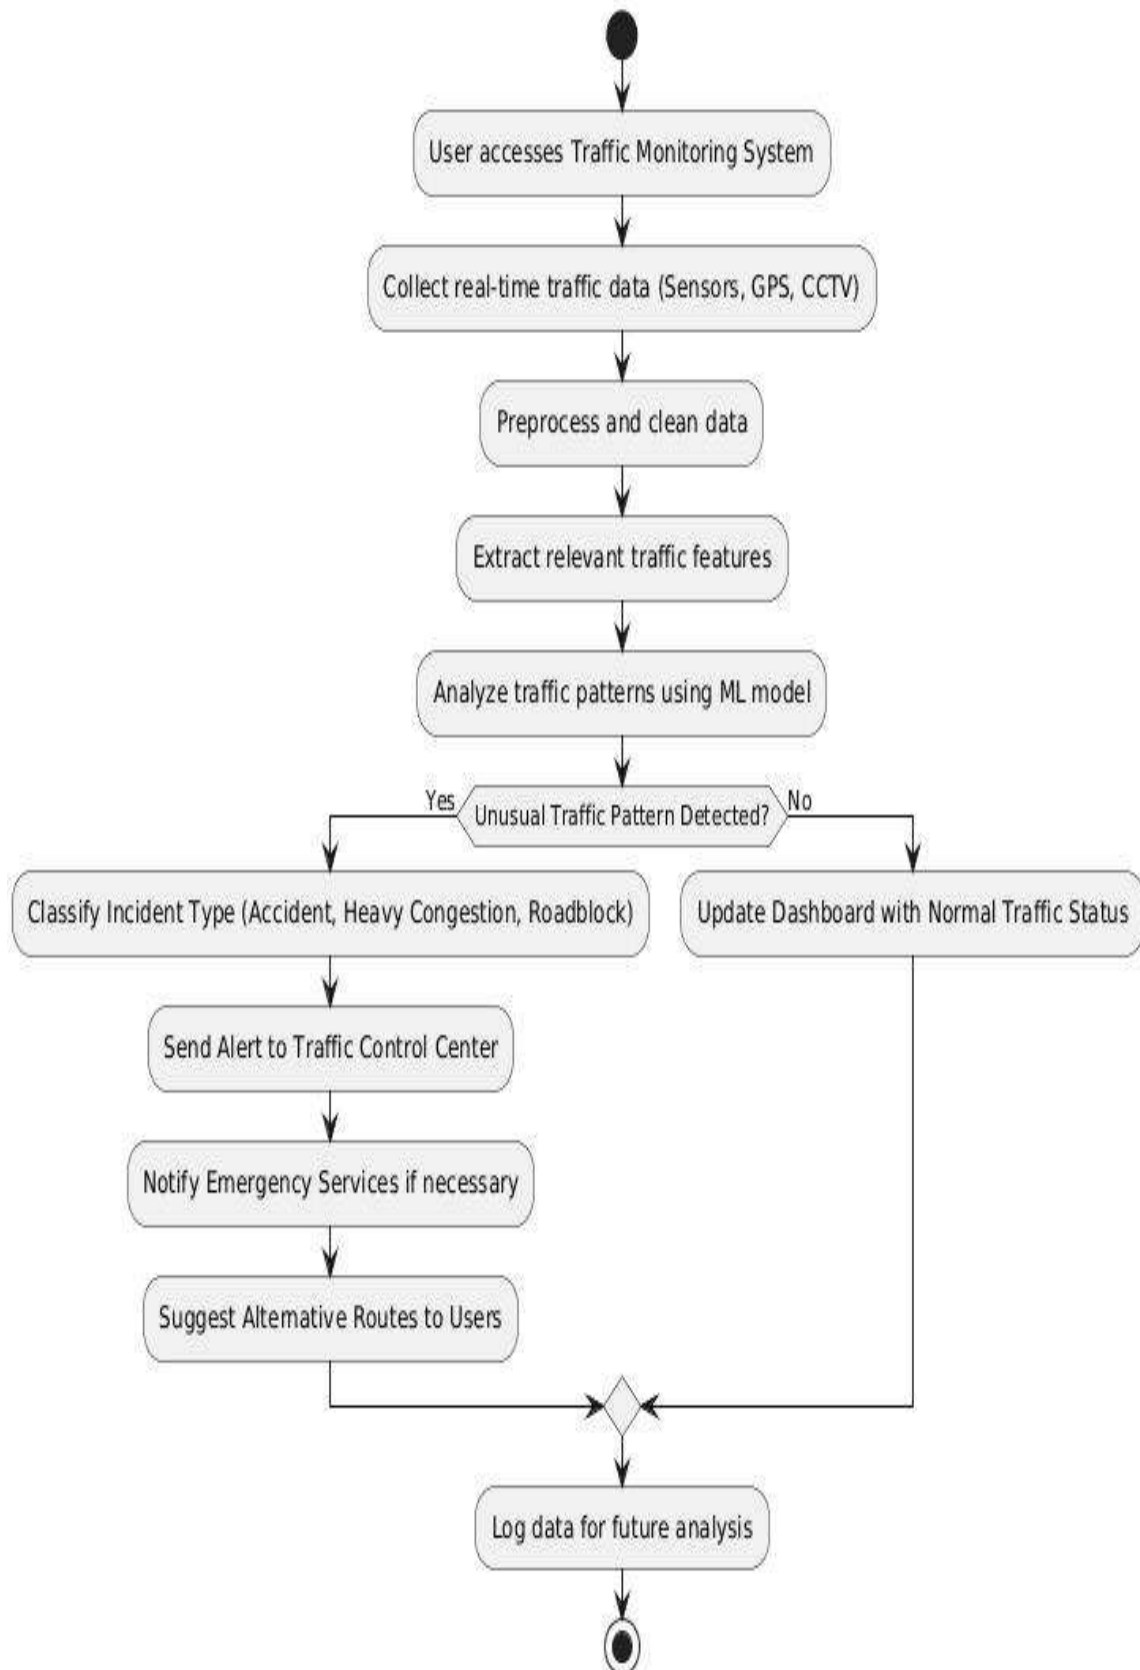 User accesses Traffic Monitoring System
Collect real-time traffic data (Sensors, GPS, CCTV)
Preprocess and clean data
Extract relevant traffic features
Analyze traffic patterns using ML model
Yes
Unusual Traffic Pattern Detected?
No
Classify Incident Type (Accident, Heavy Congestion, Roadblock)
Update Dashboard with Normal Traffic Status
Send Alert to Traffic Control Center
Notify Emergency Services if necessary
Suggest Alternative Routes to Users
Log data for future analysis